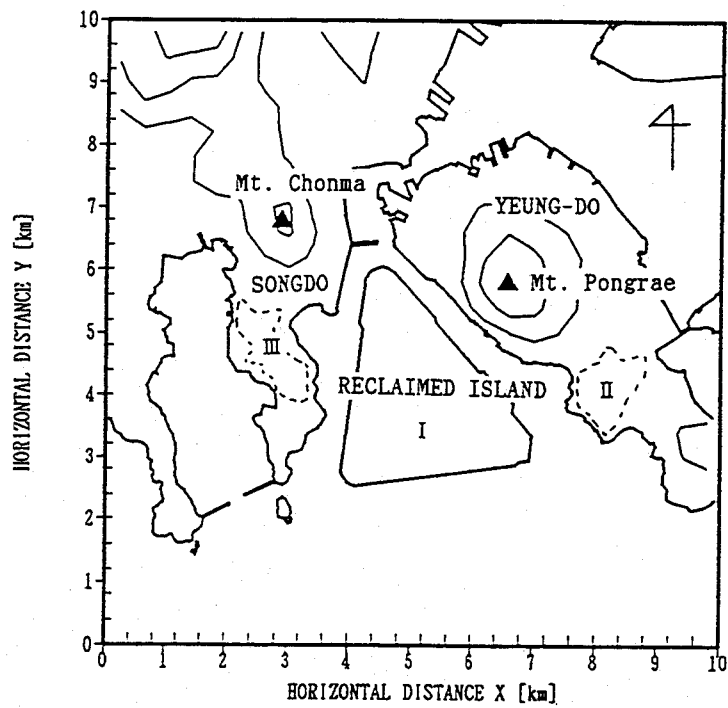 10
9
8
7
6
5
4
3
2
1
0
HORIZONTAL DISTANCE Y [km]
Mt. Chonma
YEUNG-DO
SONGDO
Mt. Pongrae
III
RECLAIMED ISLAND
II
I
0 1 2 3 4 5 6 7 8 9 10
HORIZONTAL DISTANCE X [km]